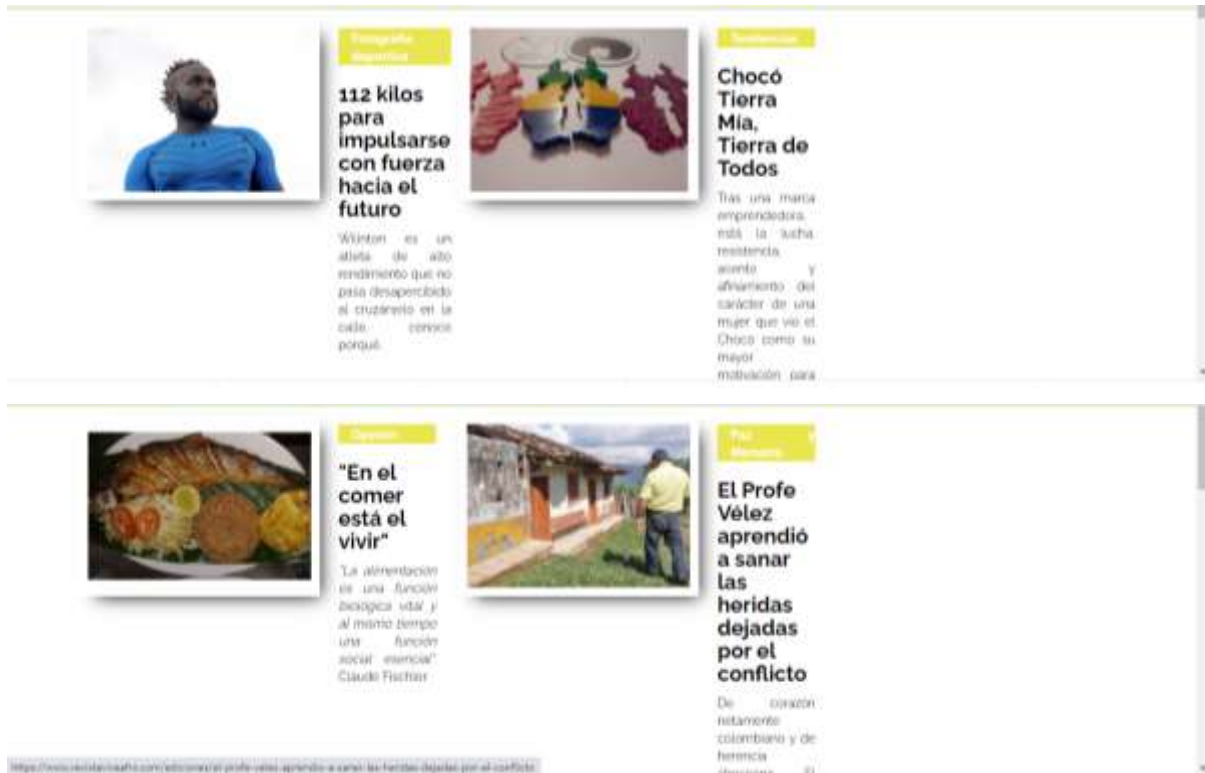 Fotografía
deportiva
112 kilos
para
impulsarse
con fuerza
hacia el
futuro
es un
atleta de alto
rendimiento que no
pasa desapercibido
al cruzárselo en la
calle, conoce
porqué.
Tendencias
Chocó
Tierra
Mía,
Tierra de
Todos
Tras una marca
emprendedora,
está la lucha,
resistencia,
acento y
afinamiento del
carácter de una
mujer que vio el
Chocó como su
mayor
motivación para
Opinión
"En el
comer
está el
vivir"
"La alimentación
es una función
biológica vital y
al mismo tiempo
una función
social esencial"
Claude Fischler
Paz y
Memoria
El Profe
Vélez
aprendió
a sanar
las
heridas
dejadas
por el
conflicto
De corazón
netamente
colombiano y de
herencia
El